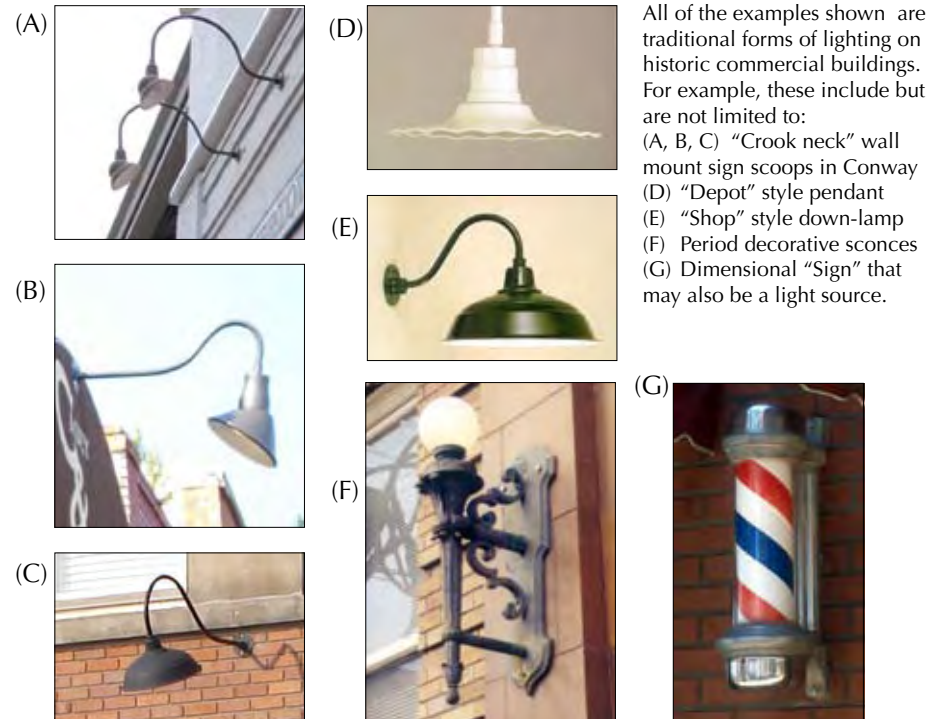 (A)
(B)
(C)
(D)
(E)
(F)
(G)
All of the examples shown are
traditional forms of lighting on
historic commercial buildings.
For example, these include but
are not limited to:
(A, B, C) “Crook neck” wall
mount sign scoops in Conway
(D) “Depot” style pendant
(E) “Shop” style down-lamp
(F) Period decorative sconces
(G) Dimensional “Sign” that
may also be a light source.